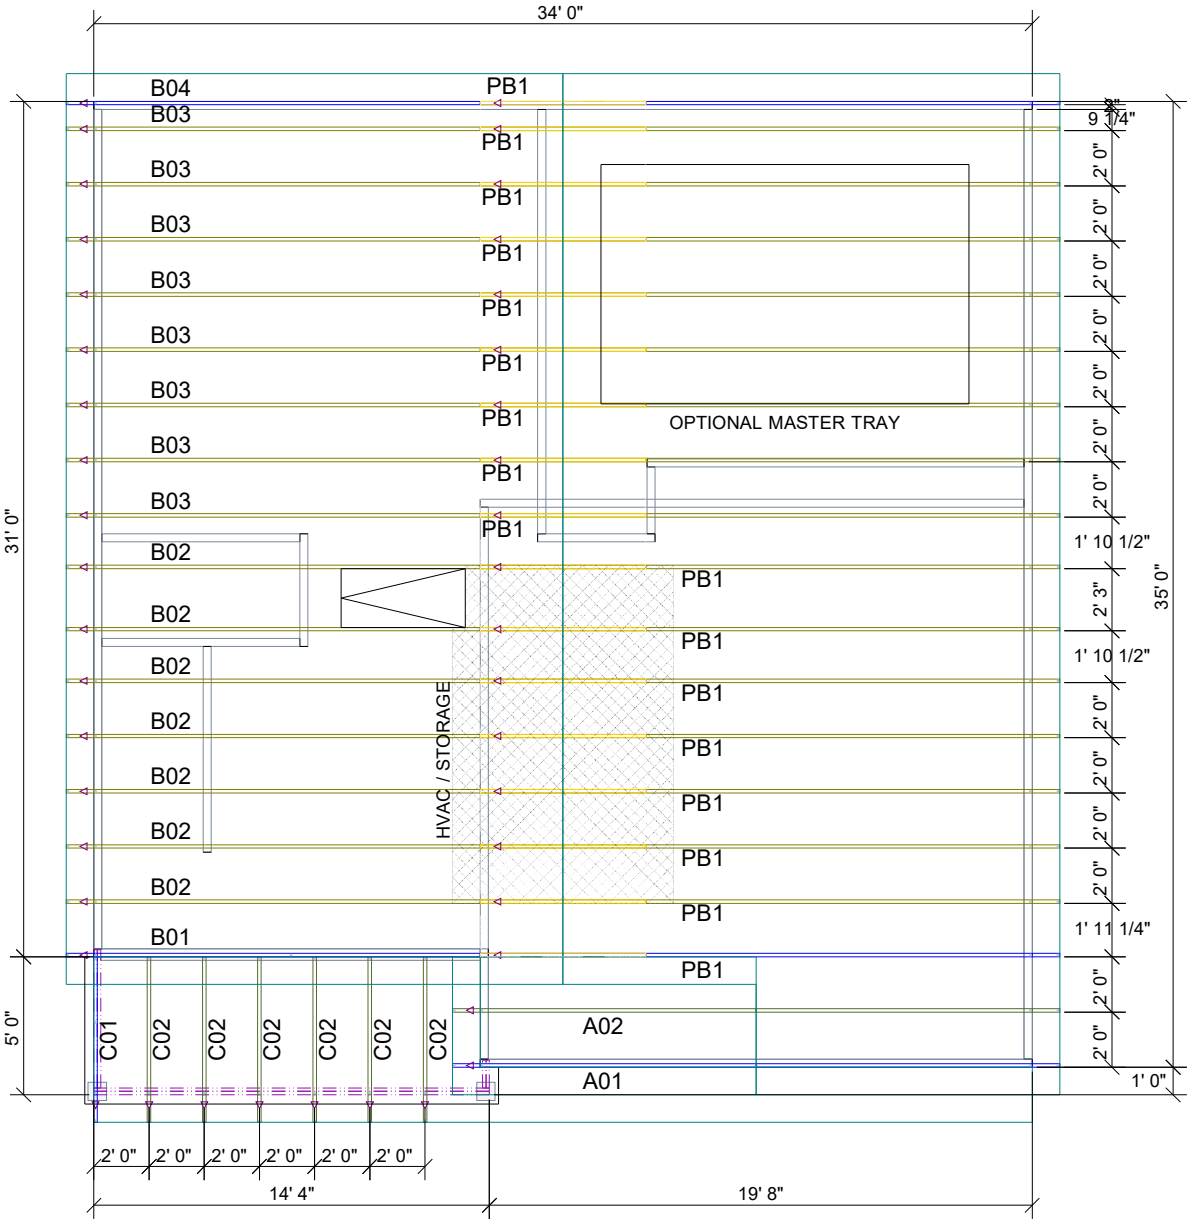 34' 0"
B04 PB1
3"
B03 9 1/4"
PB1
B03 2' 0"
PB1
B03 2' 0"
PB1
B03 2' 0"
PB1
B03 2' 0"
PB1
B03 2' 0"
PB1
OPTIONAL MASTER TRAY
B03 2' 0"
PB1
B03 2' 0"
PB1
31' 0"
B02 1' 10 1/2"
PB1
35' 0"
B02 2' 3"
PB1
B02 1' 10 1/2"
PB1
HVAC / STORAGE
B02 2' 0"
PB1
B02 2' 0"
PB1
B02 2' 0"
PB1
B02 2' 0"
PB1
B01 1' 11 1/4"
PB1
5' 0"
C01 C02 C02 C02 C02 C02 C02
A02 2' 0"
A01 2' 0"
1' 0"
2' 0" 2' 0" 2' 0" 2' 0" 2' 0" 2' 0"
14' 4" 19' 8"